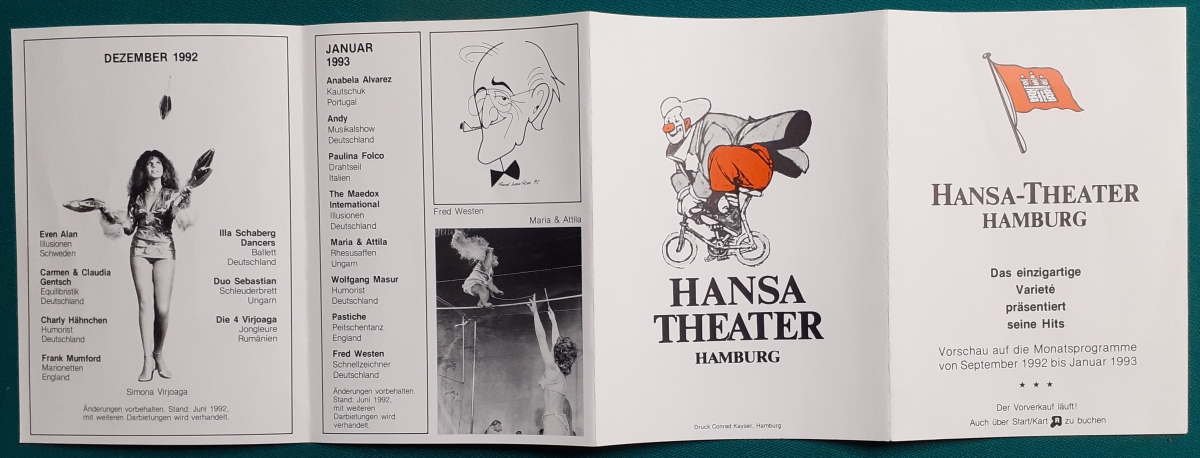 DEZEMBER 1992
Even Alan
Illusionen
Schweden
Carmen & Claudia
Gentsch
Equilibristik
Deutschland
Charly Hähnchen
Humorist
Deutschland
Frank Mumford
Marionetten
England
Illa Schaberg
Dancers
Ballett
Deutschland
Duo Sebastian
Schleuderbrett
Ungarn
Die 4 Virjoaga
Jongleure
Rumänien
Simona Virjoaga
Änderungen vorbehalten. Stand: Juni 1992,
mit weiteren Darbietungen wird verhandelt.
JANUAR
1993
Anabela Alvarez
Kautschuk
Portugal
Andy
Musikalshow
Deutschland
Paulina Folco
Drahtseil
Italien
The Maedox
International
Illusionen
Deutschland
Maria & Attila
Rhesusaffen
Ungarn
Wolfgang Masur
Humorist
Deutschland
Pastiche
Peitschentanz
England
Fred Westen
Schnellzeichner
Deutschland
Änderungen vorbehalten.
Stand: Juni 1992,
mit weiteren
Darbietungen wird
verhandelt.
Fred Westen
Maria & Attila
HANSA
THEATER
HAMBURG
Druck Conrad Kayser, Hamburg
HANSA-THEATER
HAMBURG
Das einzigartige
Varieté
präsentiert
seine Hits
Vorschau auf die Monatsprogramme
von September 1992 bis Januar 1993
★ ★ ★
Der Vorverkauf läuft!
Auch über Start/Kart zu buchen